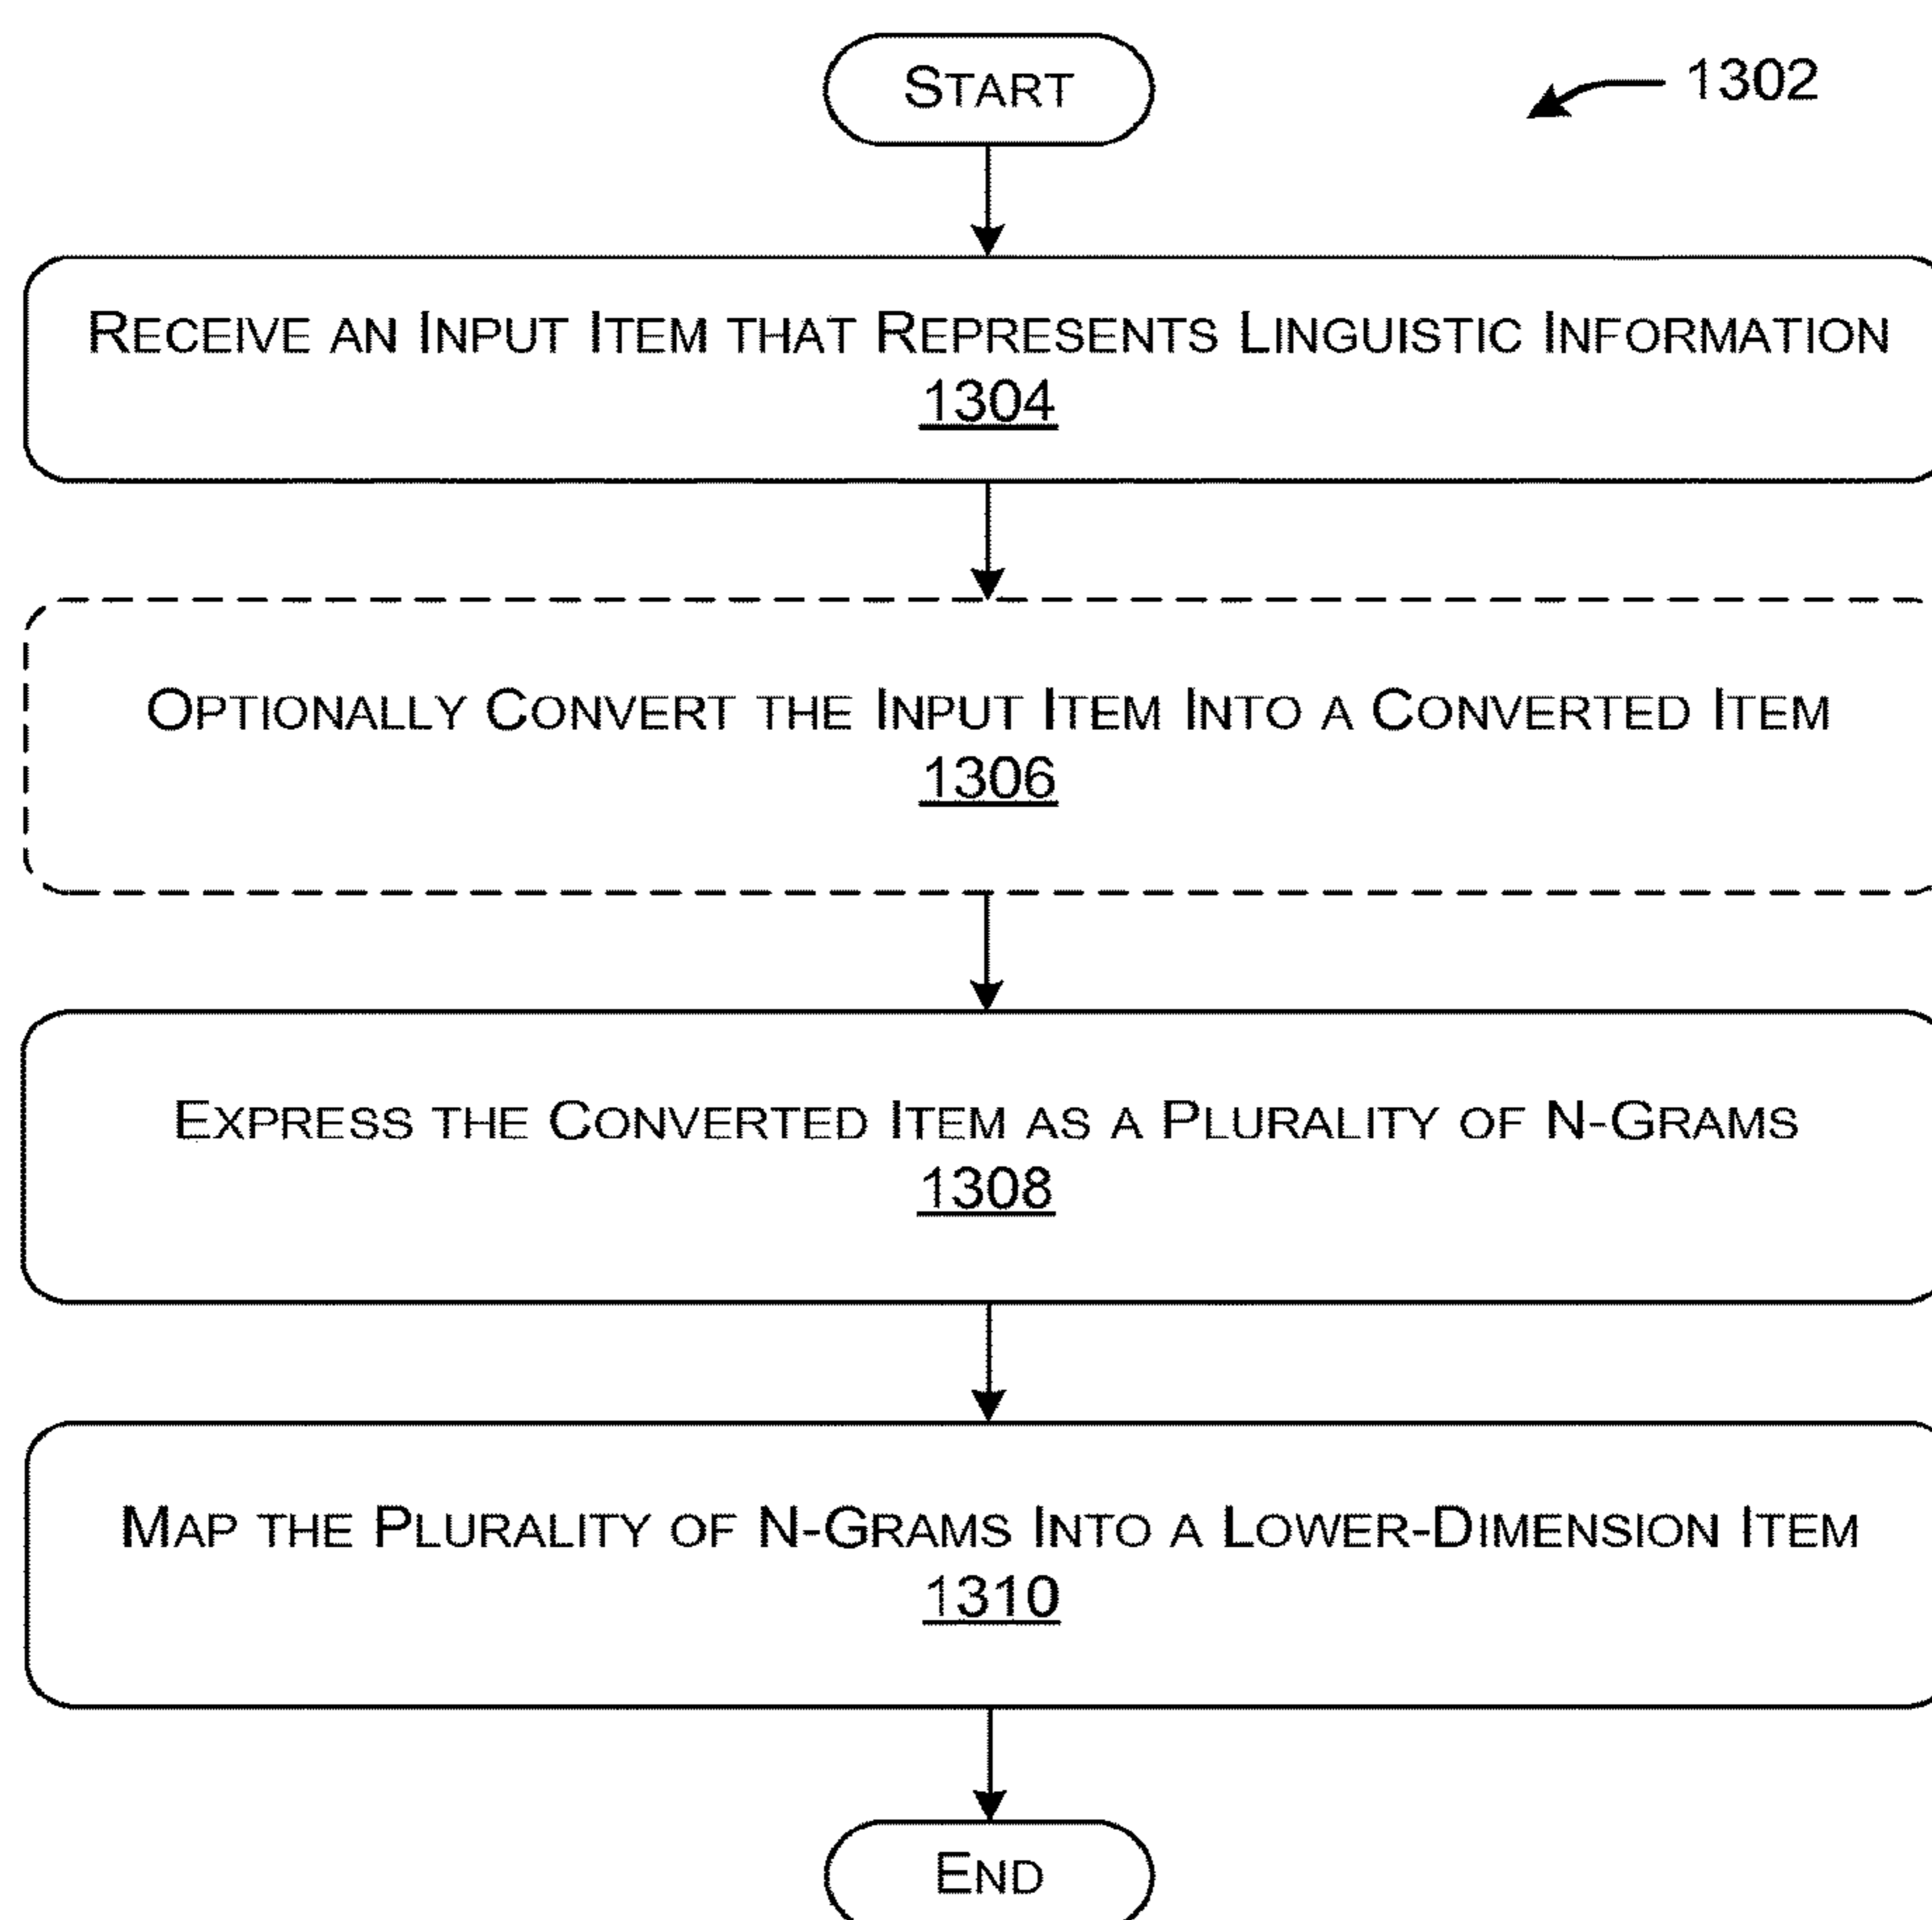 START
1302
RECEIVE AN INPUT ITEM THAT REPRESENTS LINGUISTIC INFORMATION
1304
OPTIONALLY CONVERT THE INPUT ITEM INTO A CONVERTED ITEM
1306
EXPRESS THE CONVERTED ITEM AS A PLURALITY OF N-GRAMS
1308
MAP THE PLURALITY OF N-GRAMS INTO A LOWER-DIMENSION ITEM
1310
END